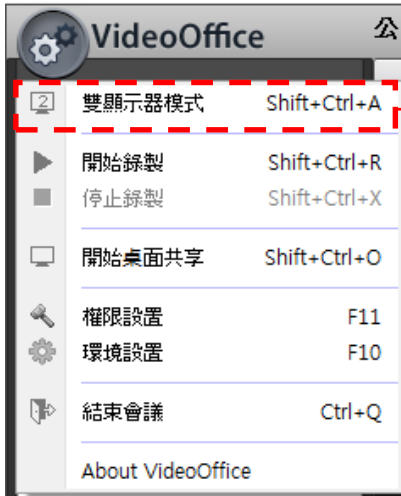 VideoOffice 公
2 雙顯示器模式 Shift+Ctrl+A
開始錄製 Shift+Ctrl+R
停止錄製 Shift+Ctrl+X
開始桌面共享 Shift+Ctrl+O
權限設置 F11
環境設置 F10
結束會議 Ctrl+Q
About VideoOffice